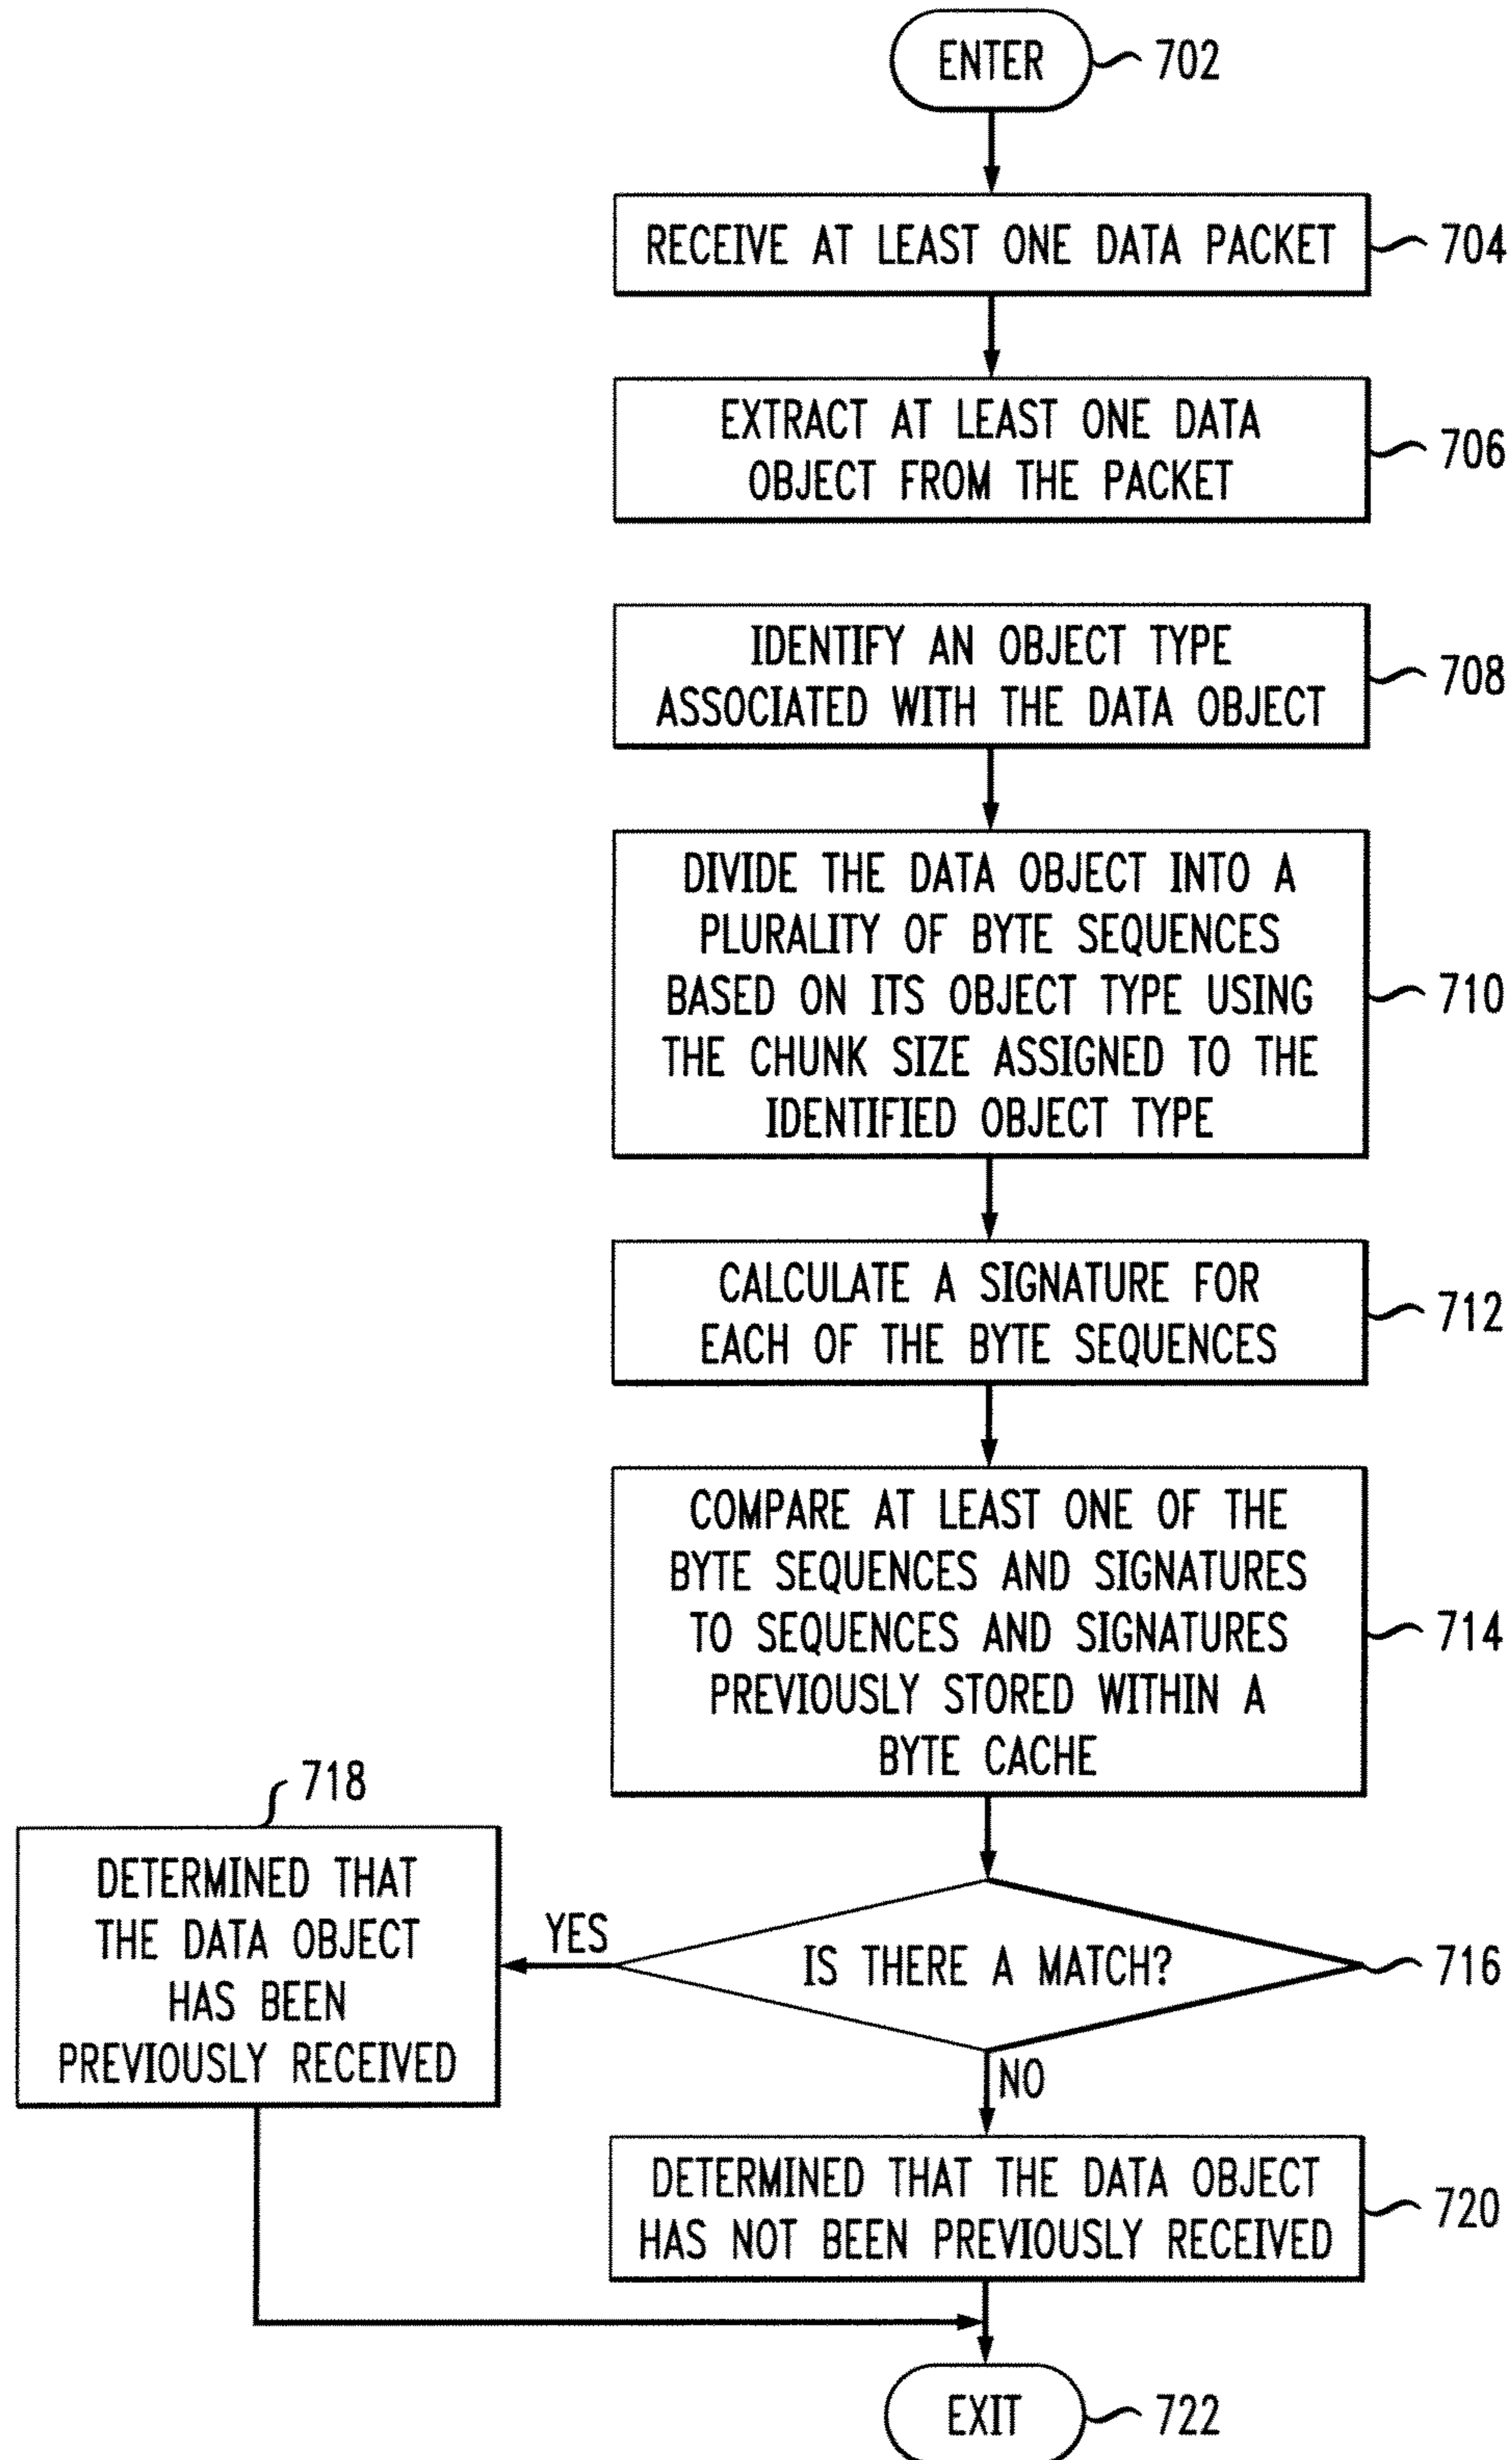 ENTER
702
RECEIVE AT LEAST ONE DATA PACKET
704
EXTRACT AT LEAST ONE DATA
OBJECT FROM THE PACKET
706
IDENTIFY AN OBJECT TYPE
ASSOCIATED WITH THE DATA OBJECT
708
DIVIDE THE DATA OBJECT INTO A
PLURALITY OF BYTE SEQUENCES
BASED ON ITS OBJECT TYPE USING
THE CHUNK SIZE ASSIGNED TO THE
IDENTIFIED OBJECT TYPE
710
CALCULATE A SIGNATURE FOR
EACH OF THE BYTE SEQUENCES
712
COMPARE AT LEAST ONE OF THE
BYTE SEQUENCES AND SIGNATURES
TO SEQUENCES AND SIGNATURES
PREVIOUSLY STORED WITHIN A
BYTE CACHE
714
IS THERE A MATCH?
716
YES
718
DETERMINED THAT
THE DATA OBJECT
HAS BEEN
PREVIOUSLY RECEIVED
NO
DETERMINED THAT THE DATA OBJECT
HAS NOT BEEN PREVIOUSLY RECEIVED
720
EXIT
722